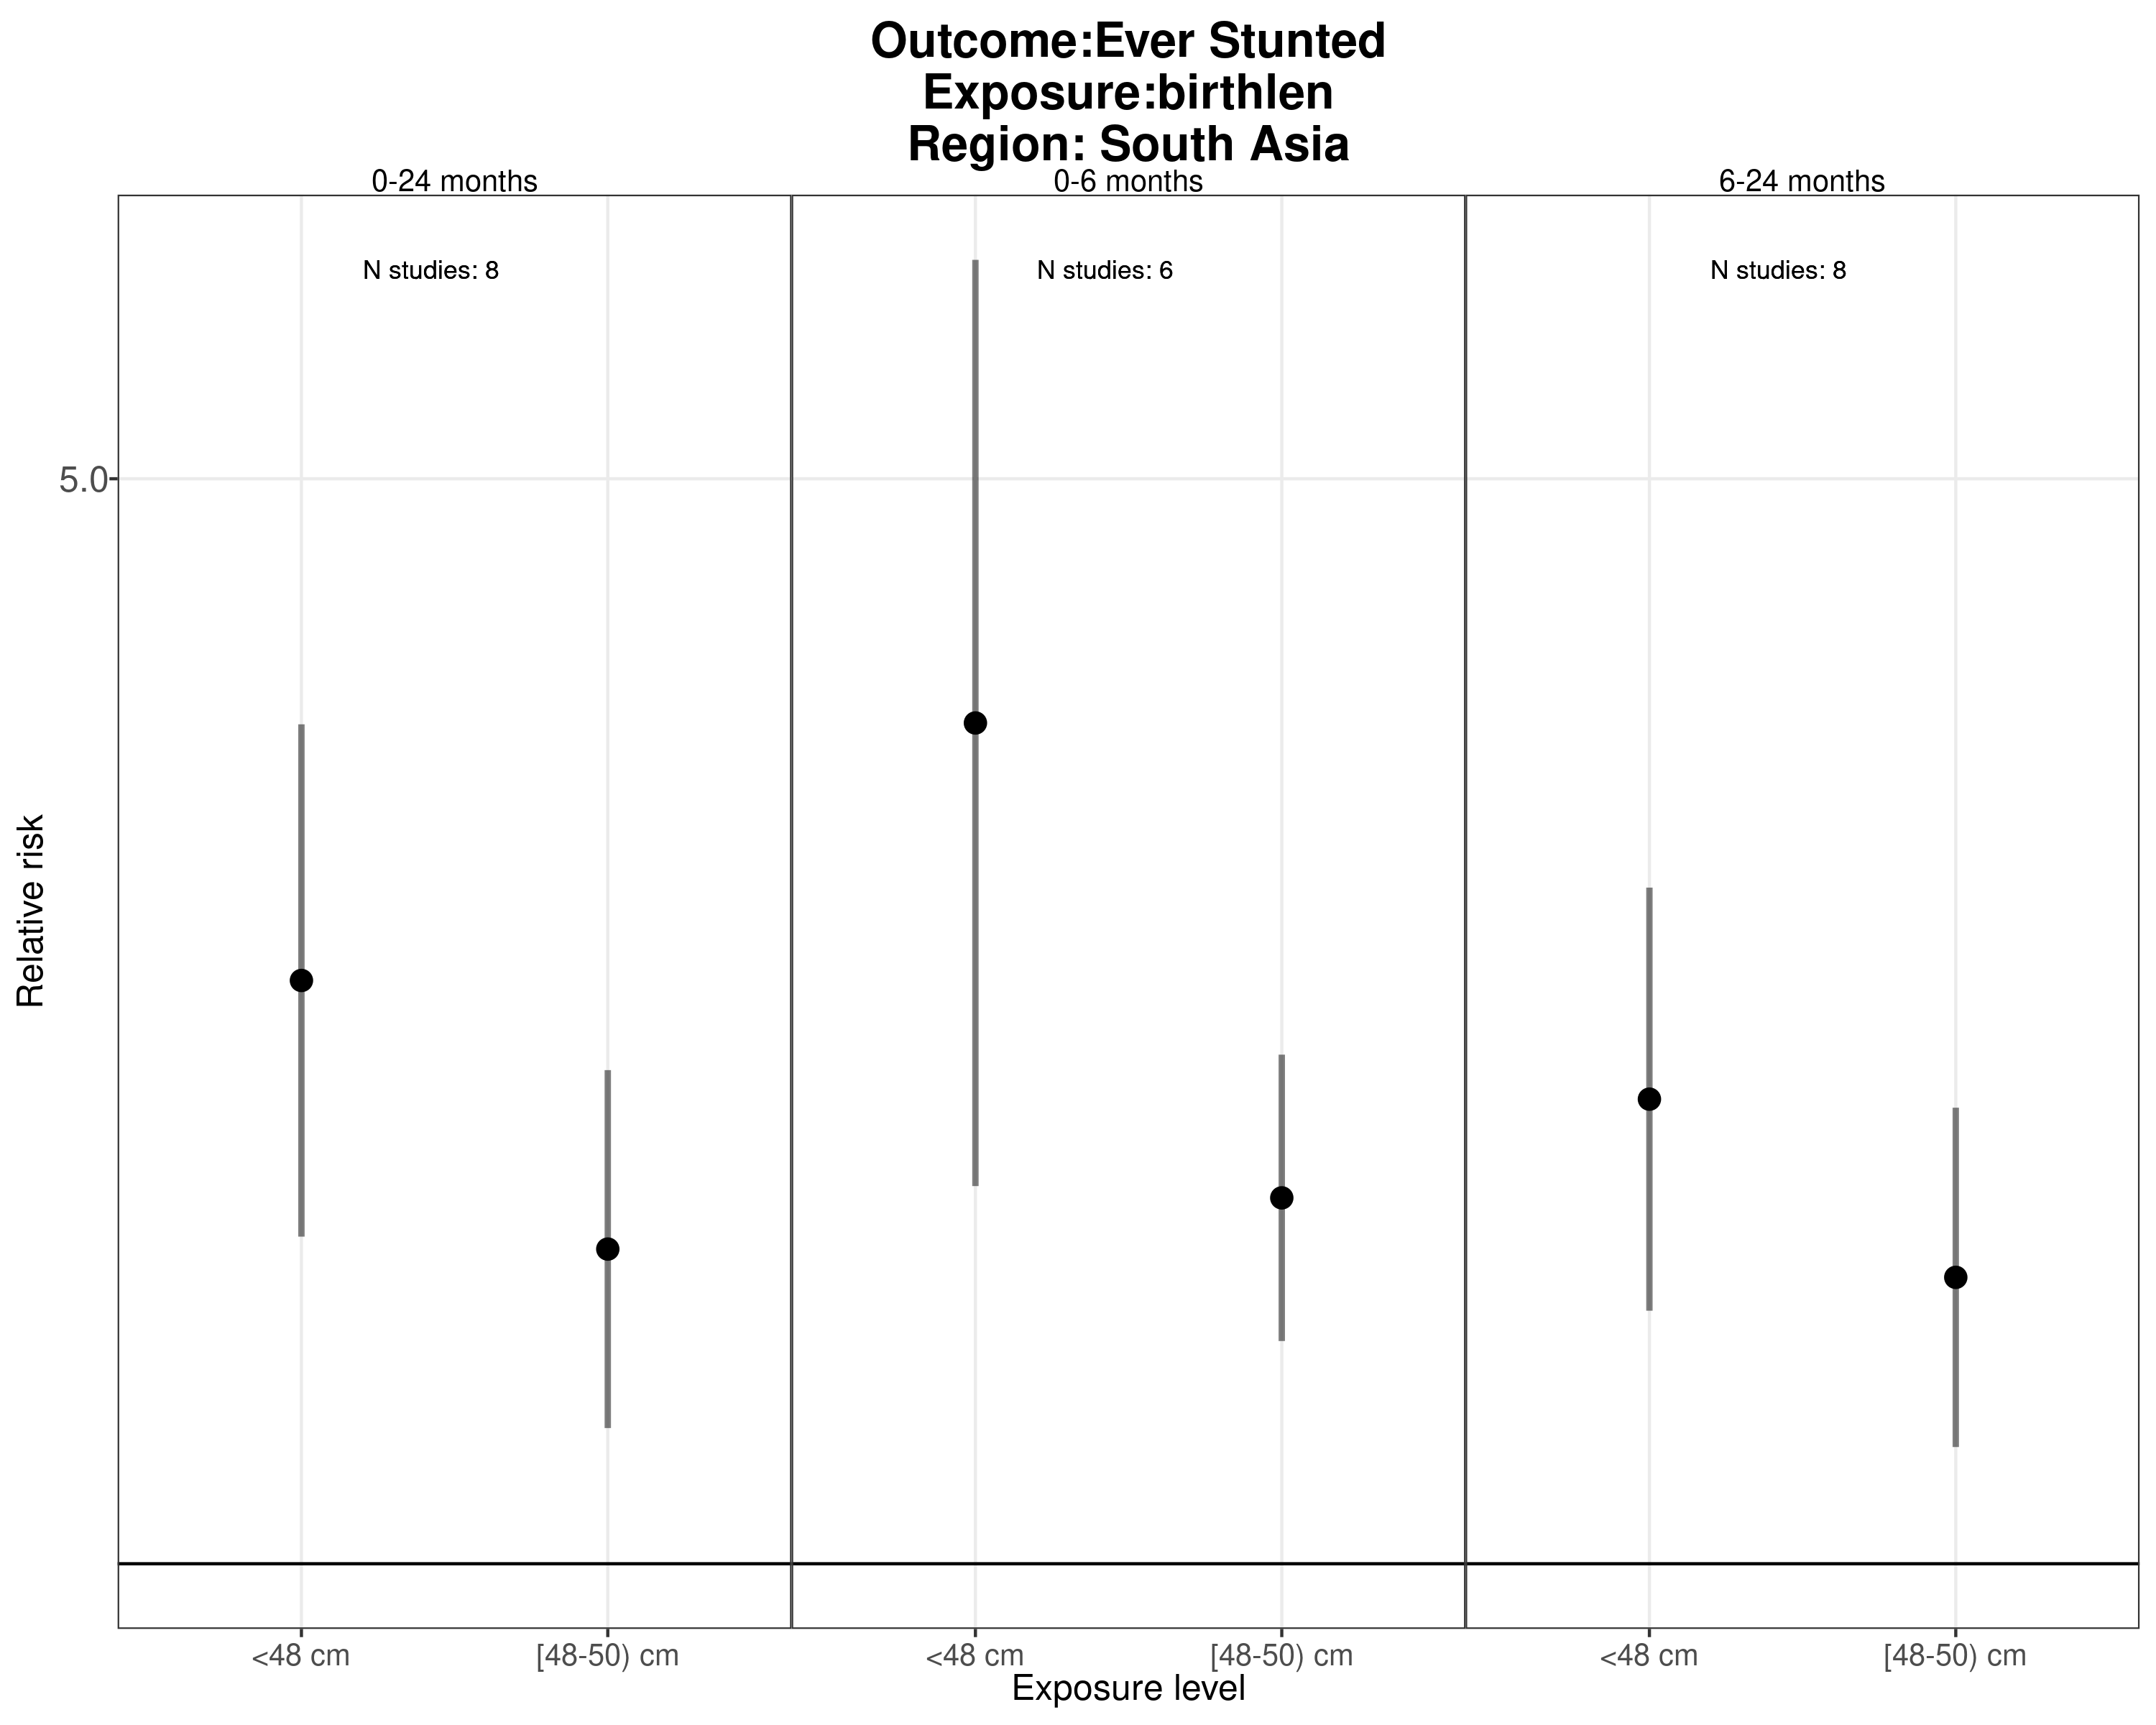 Outcome:Ever Stunted
Exposure:birthlen
Region: South Asia
0-24 months
0-6 months
6-24 months
N studies: 8
N studies: 6
N studies: 8
5.0
Relative risk
<48 cm
[48-50) cm
<48 cm
[48-50) cm
<48 cm
[48-50) cm
Exposure level